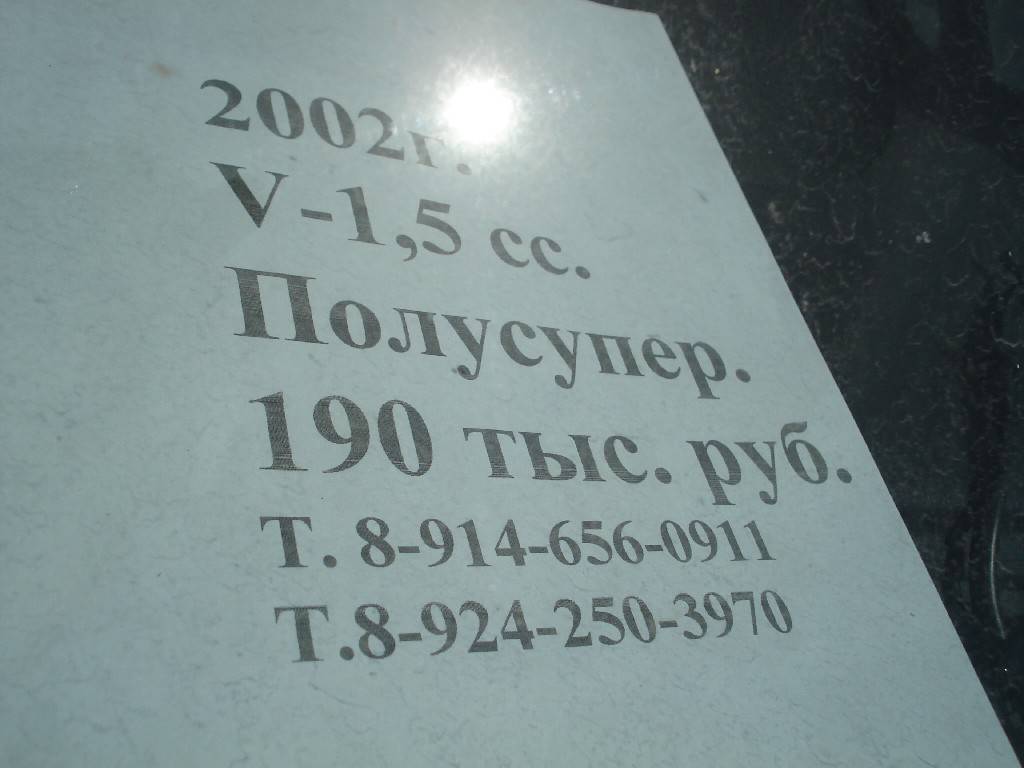 2002г.
V -1,5 сс.
Полусупер.
190 тыс. руб.
Т. 8-914-656-0911
Т.8-924-250-3970